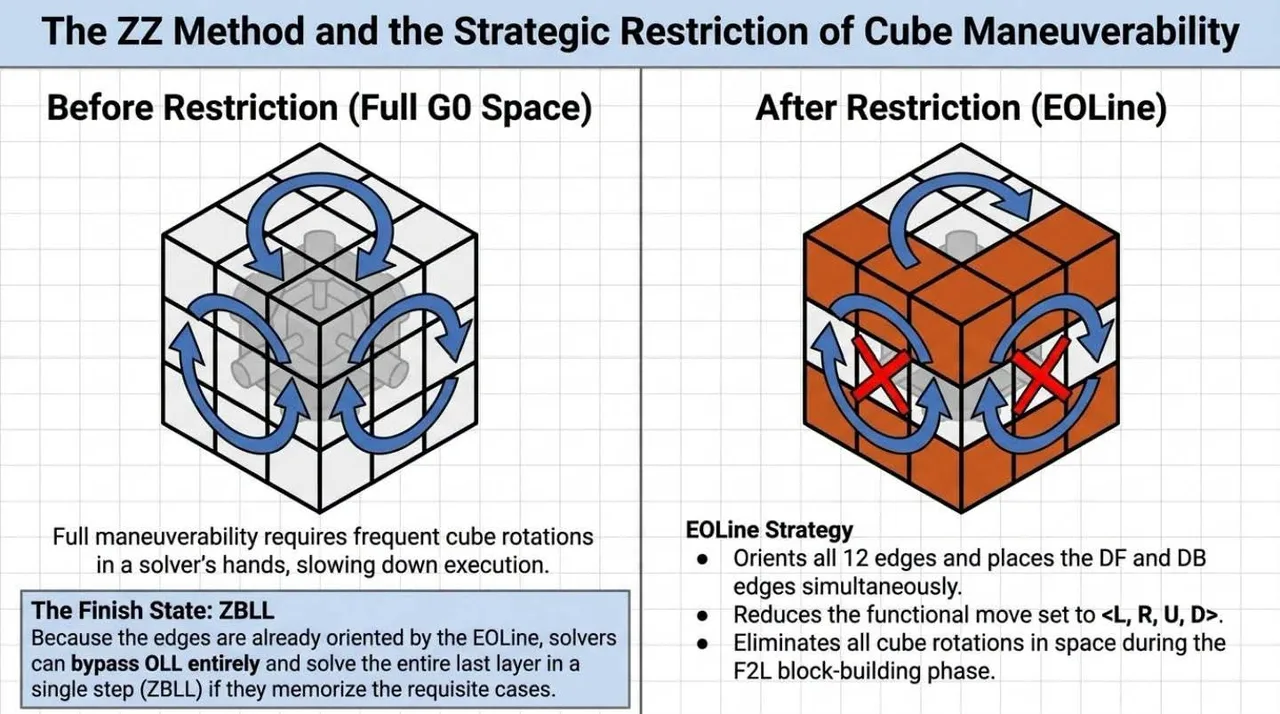 The ZZ Method and the Strategic Restriction of Cube Maneuverability
Before Restriction (Full G0 Space)
Full maneuverability requires frequent cube rotations
in a solver's hands, slowing down execution.
The Finish State: ZBLL
Because the edges are already oriented by the EOLine, solvers
can bypass OLL entirely and solve the entire last layer in a
single step (ZBLL) if they memorize the requisite cases.
After Restriction (EOLine)
EOLine Strategy
● Orients all 12 edges and places the DF and DB
edges simultaneously.
● Reduces the functional move set to <L, R, U, D>.
● Eliminates all cube rotations in space during the
F2L block-building phase.